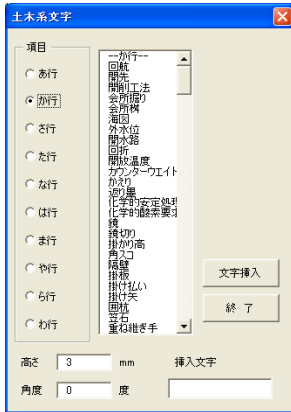 土木系文字
項目
あ行
か行
さ行
た行
な行
は行
ま行
や行
ら行
わ行
--か行--
回航
開先
開削工法
会所掘り
会所桝
海図
外水位
開水路
回折
開放温度
カウンターウエイト
かえり
返り墨
化学的安定処理
化学的酸素要求
鏡
鏡切り
掛かり高
角スコ
隔壁
掛板
掛け払い
掛け矢
囲枕
笠石
重ね継ぎ手
文字挿入
終 了
高さ 3 mm
挿入文字
角度 0 度